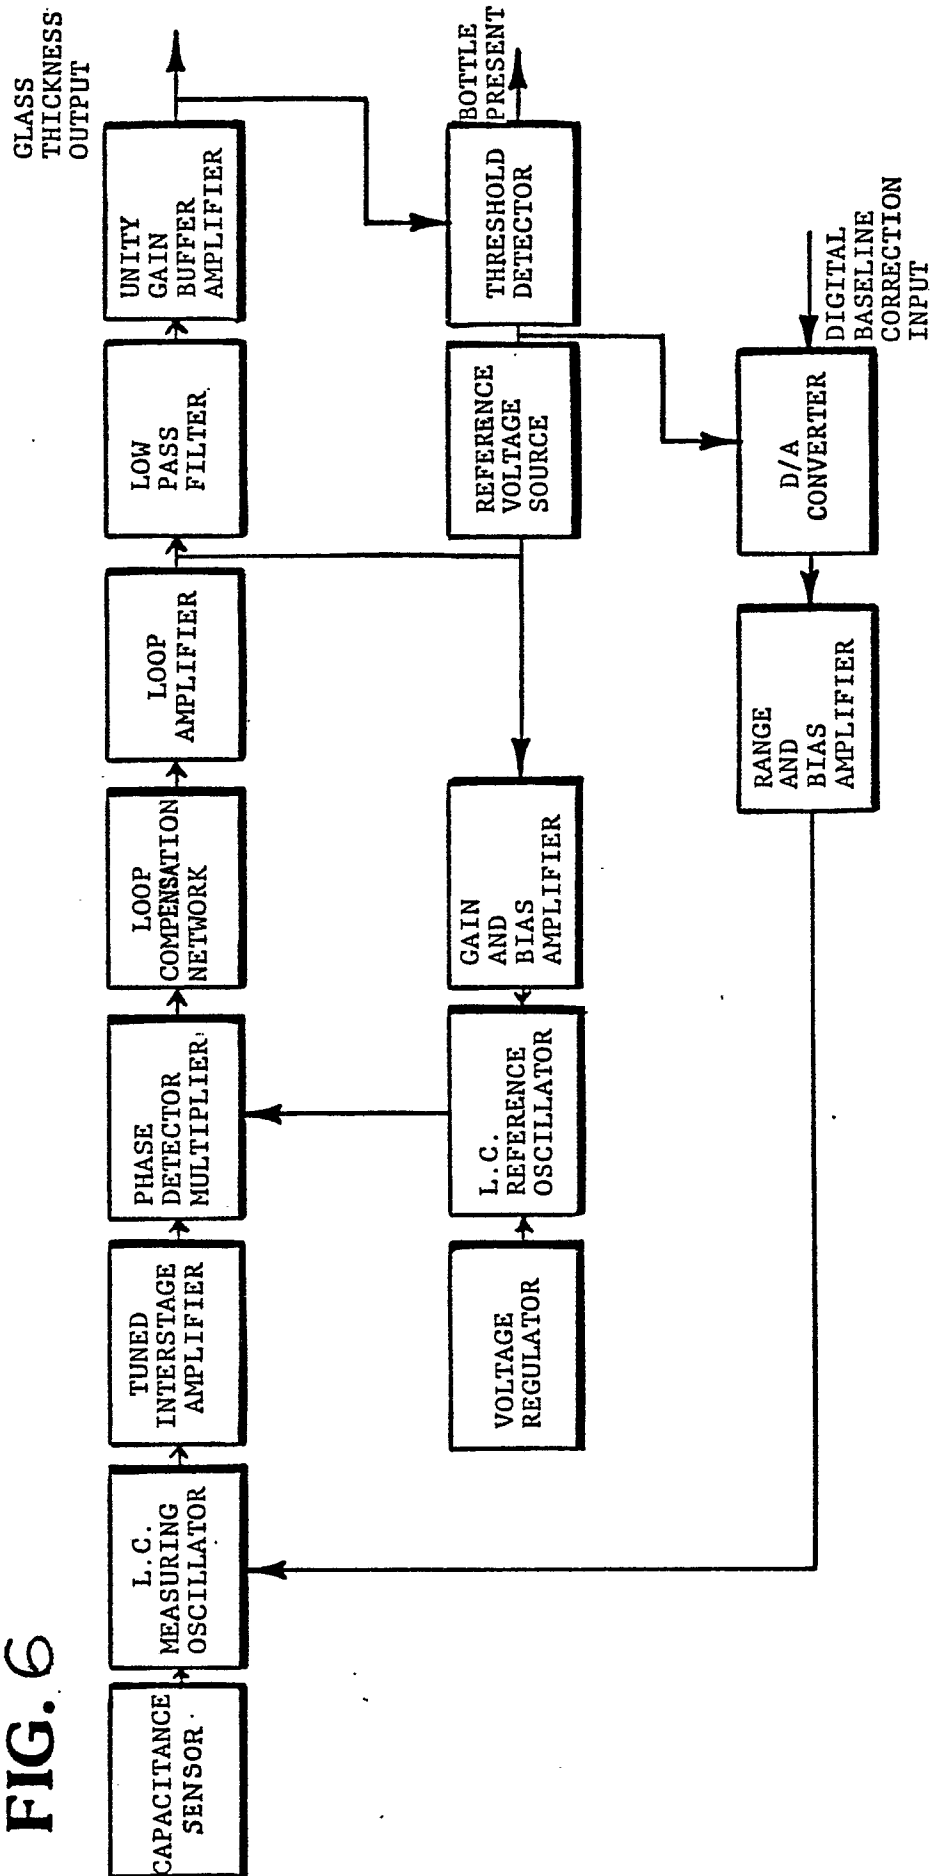 FIG. 6
CAPACITANCE
SENSOR
L.C.
MEASURING
OSCILLATOR
TUNED
INTERSTAGE
AMPLIFIER
PHASE
DETECTOR
MULTIPLIER
LOOP
COMPENSATION
NETWORK
LOOP
AMPLIFIER
LOW
PASS
FILTER
UNITY
GAIN
BUFFER
AMPLIFIER
GLASS
THICKNESS
OUTPUT
VOLTAGE
REGULATOR
L.C.
REFERENCE
OSCILLATOR
GAIN
AND
BIAS
AMPLIFIER
REFERENCE
VOLTAGE
SOURCE
THRESHOLD
DETECTOR
BOTTLE
PRESENT
RANGE
AND
BIAS
AMPLIFIER
D/A
CONVERTER
DIGITAL
BASELINE
CORRECTION
INPUT